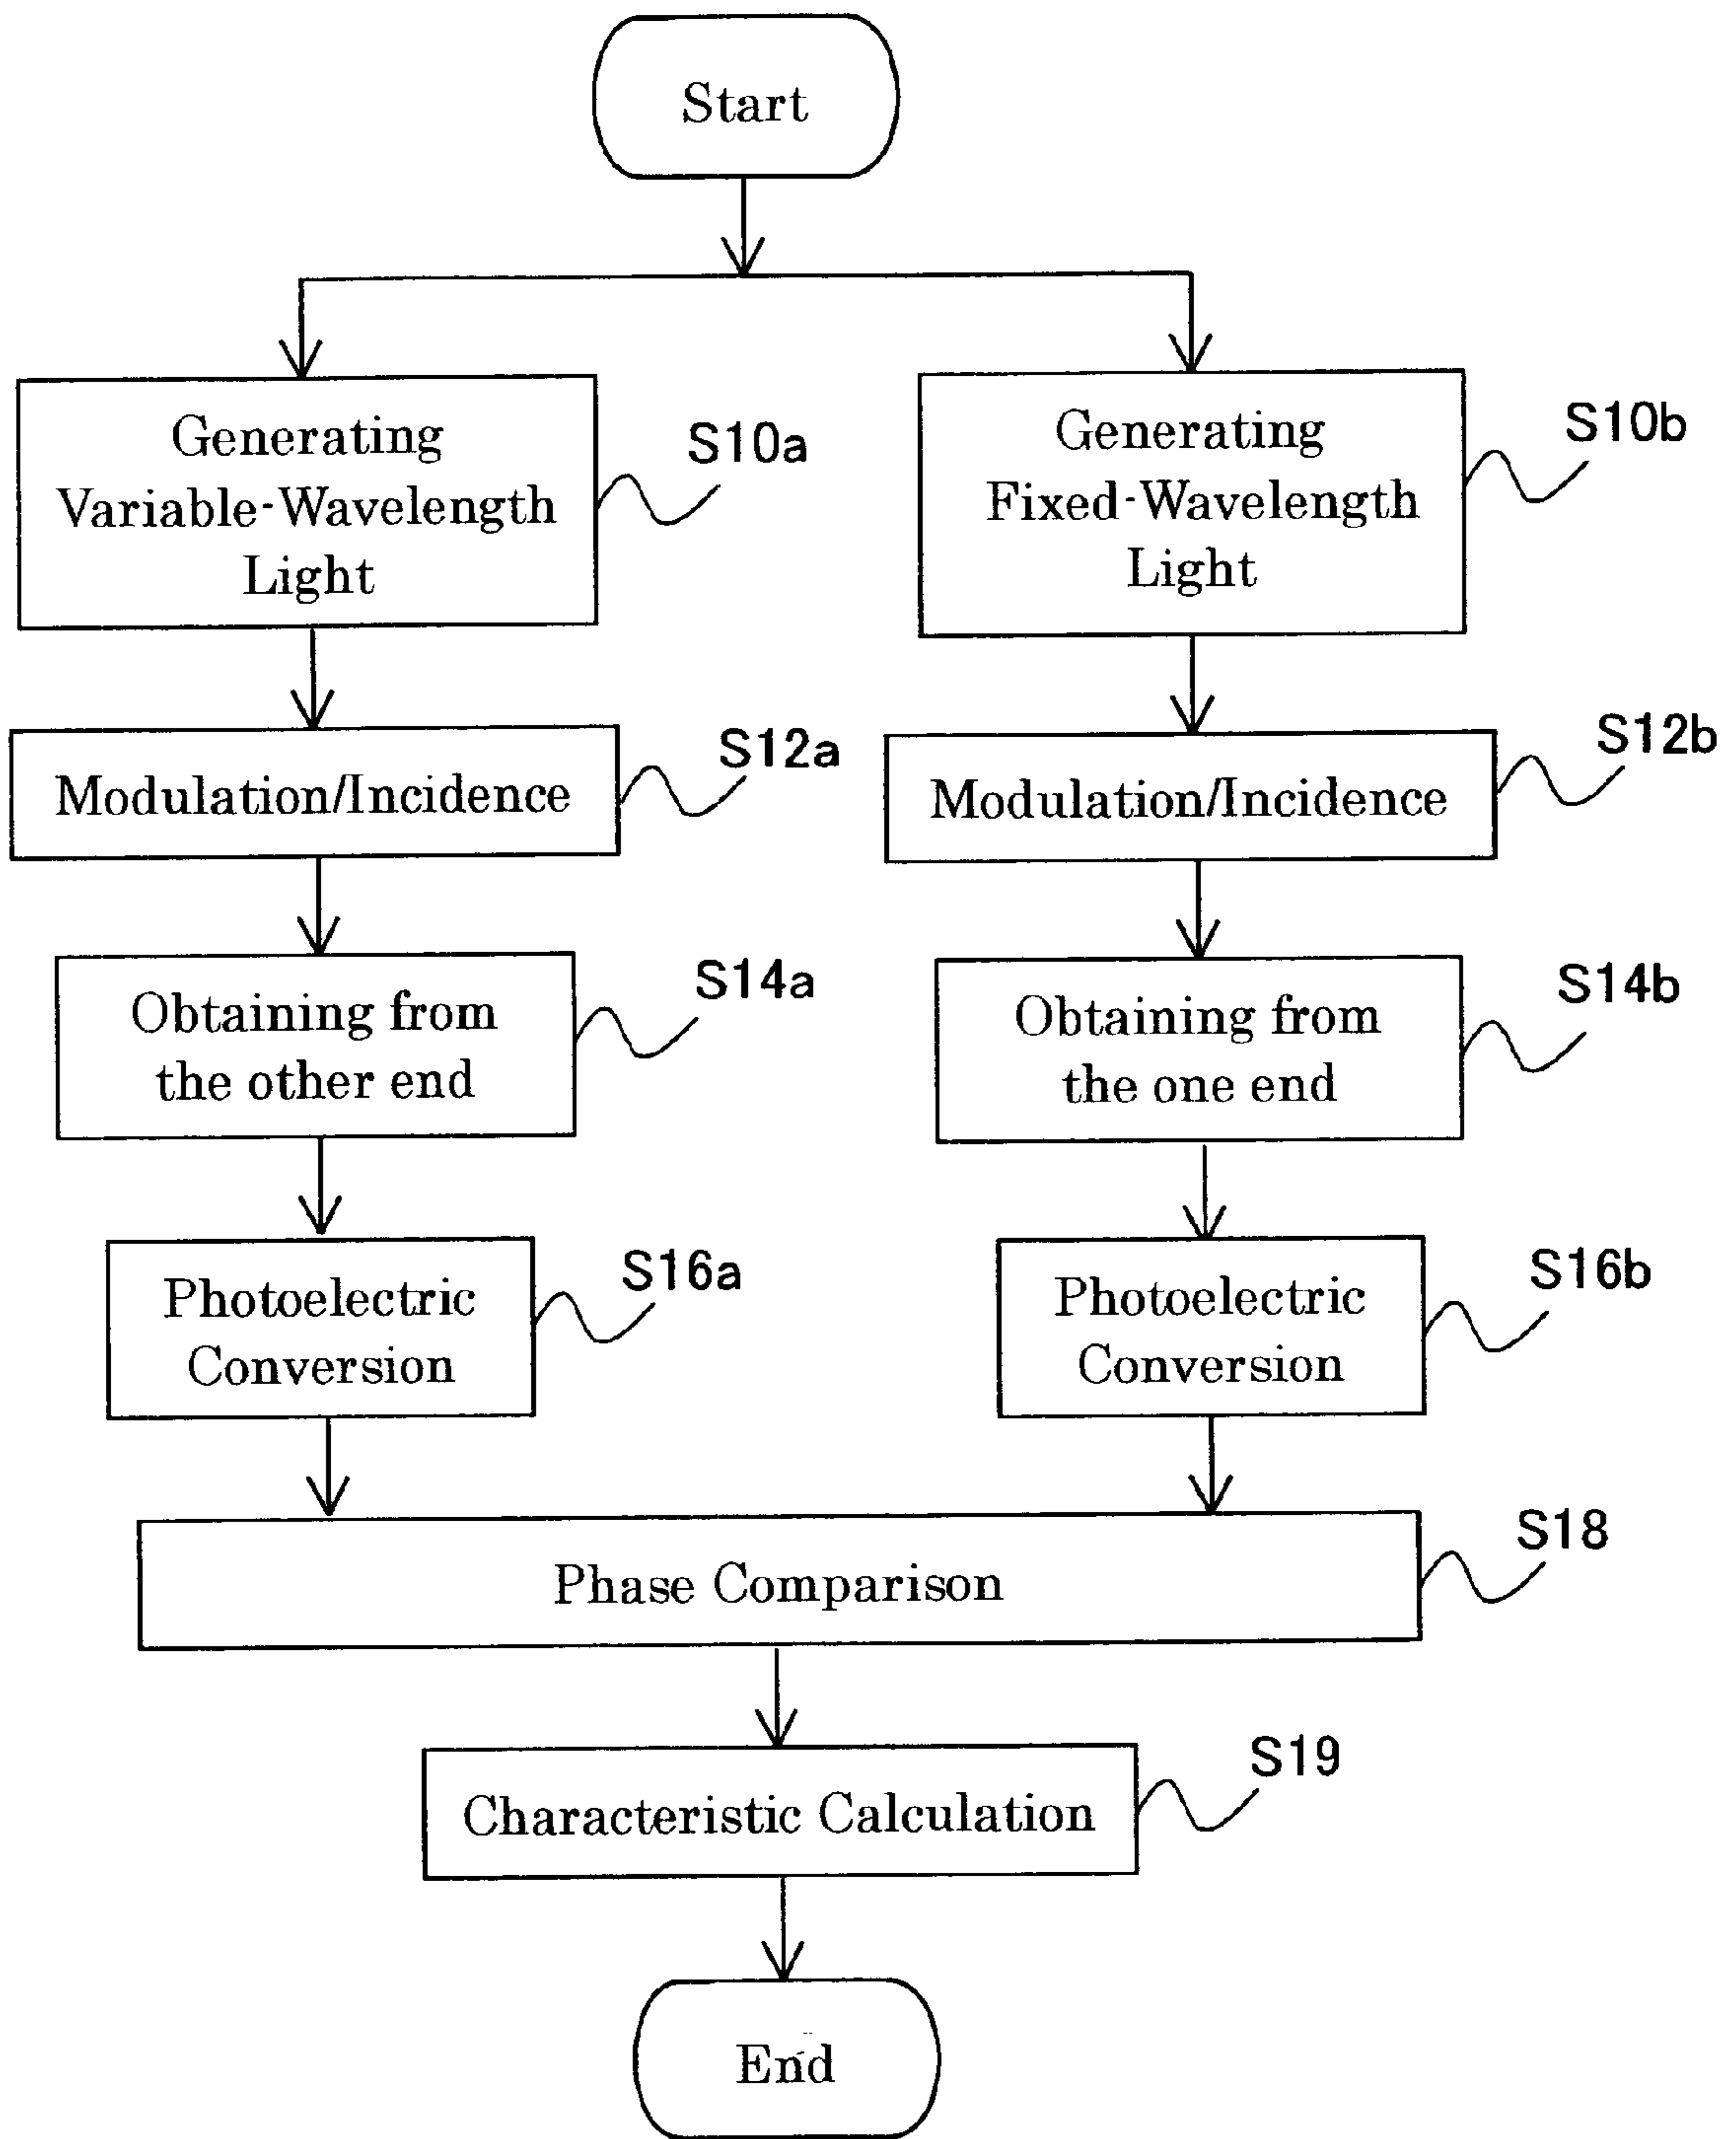 Start
Generating
Variable-Wavelength
Light
S10a
Generating
Fixed-Wavelength
Light
S10b
Modulation/Incidence
S12a
Modulation/Incidence
S12b
Obtaining from
the other end
S14a
Obtaining from
the one end
S14b
Photoelectric
Conversion
S16a
Photoelectric
Conversion
S16b
Phase Comparison
S18
Characteristic Calculation
S19
End